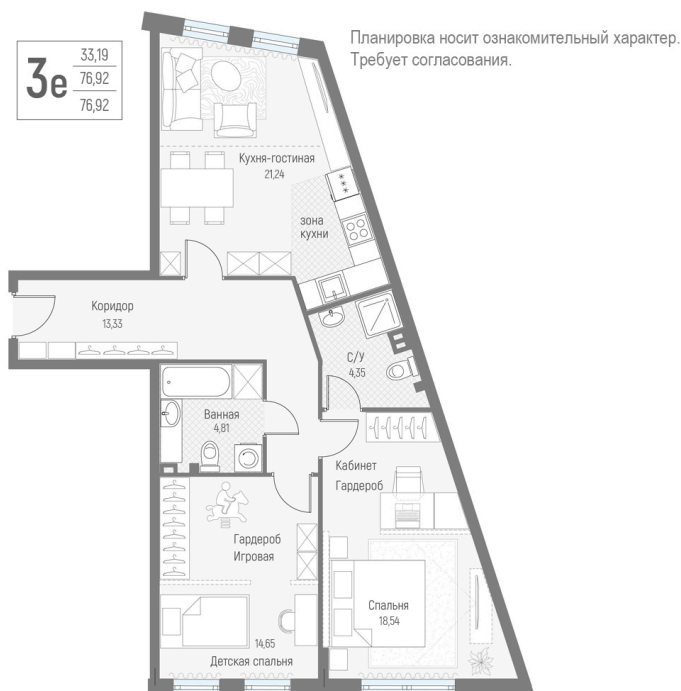 Планировка носит ознакомительный характер.
Требует согласования.
3е
33,19
76,92
76,92
Кухня-гостиная
21,24
зона
кухни
Коридор
13,33
С/У
4,35
Ванная
4,81
Кабинет
Гардероб
Гардероб
Игровая
Спальня
18,54
14,65
Детская спальня